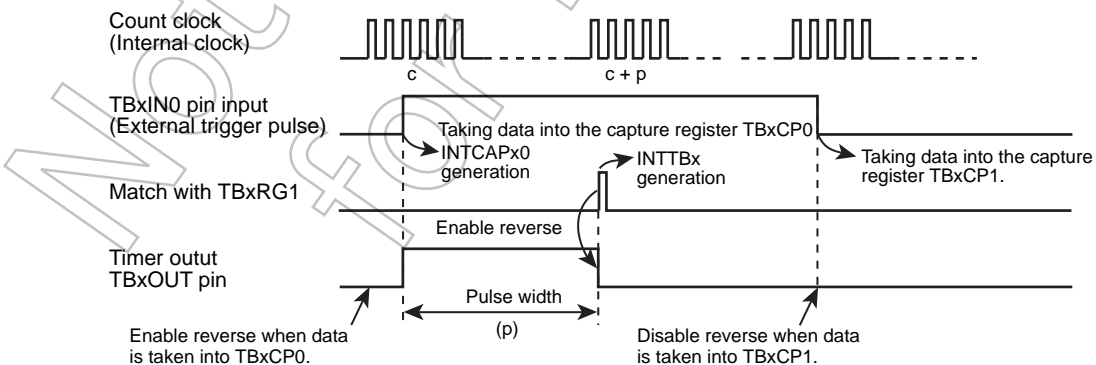 Count clock
(Internal clock)
c
c + p
TBxIN0 pin input
(External trigger pulse)
Taking data into the capture register TBxCP0
INTCAPx0
generation
INTTBx
generation
Taking data into the capture
register TBxCP1.
Match with TBxRG1
Enable reverse
Timer outut
TBxOUT pin
Pulse width
(p)
Enable reverse when data
is taken into TBxCP0.
Disable reverse when data
is taken into TBxCP1.
Not
for